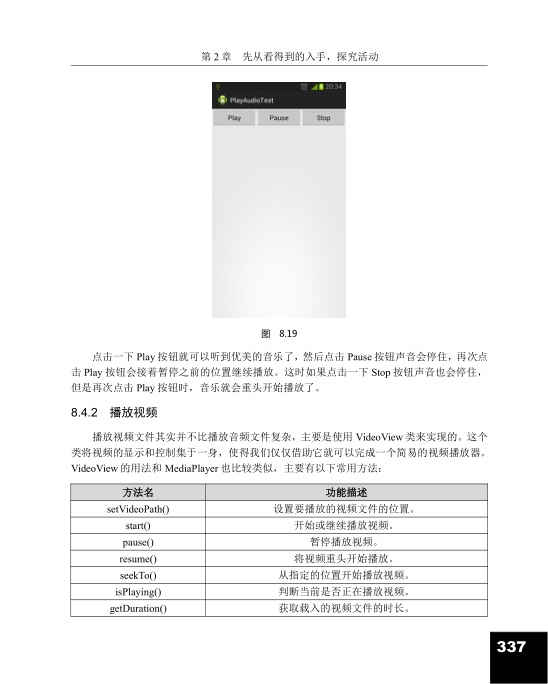 第 2 章　先从看得到的入手，探究活动
20:34
PlayAudioTest
Play Pause Stop
图 8.19
点击一下 Play 按钮就可以听到优美的音乐了，然后点击 Pause 按钮声音会停住，再次点
击 Play 按钮会接着暂停之前的位置继续播放。这时如果点击一下 Stop 按钮声音也会停住，
但是再次点击 Play 按钮时，音乐就会重头开始播放了。
8.4.2 播放视频
播放视频文件其实并不比播放音频文件复杂，主要是使用 VideoView 类来实现的。这个
类将视频的显示和控制集于一身，使得我们仅仅借助它就可以完成一个简易的视频播放器。
VideoView 的用法和 MediaPlayer 也比较类似，主要有以下常用方法：
方法名 功能描述
setVideoPath() 设置要播放的视频文件的位置。
start() 开始或继续播放视频。
pause() 暂停播放视频。
resume() 将视频重头开始播放。
seekTo() 从指定的位置开始播放视频。
isPlaying() 判断当前是否正在播放视频。
getDuration() 获取载入的视频文件的时长。
337